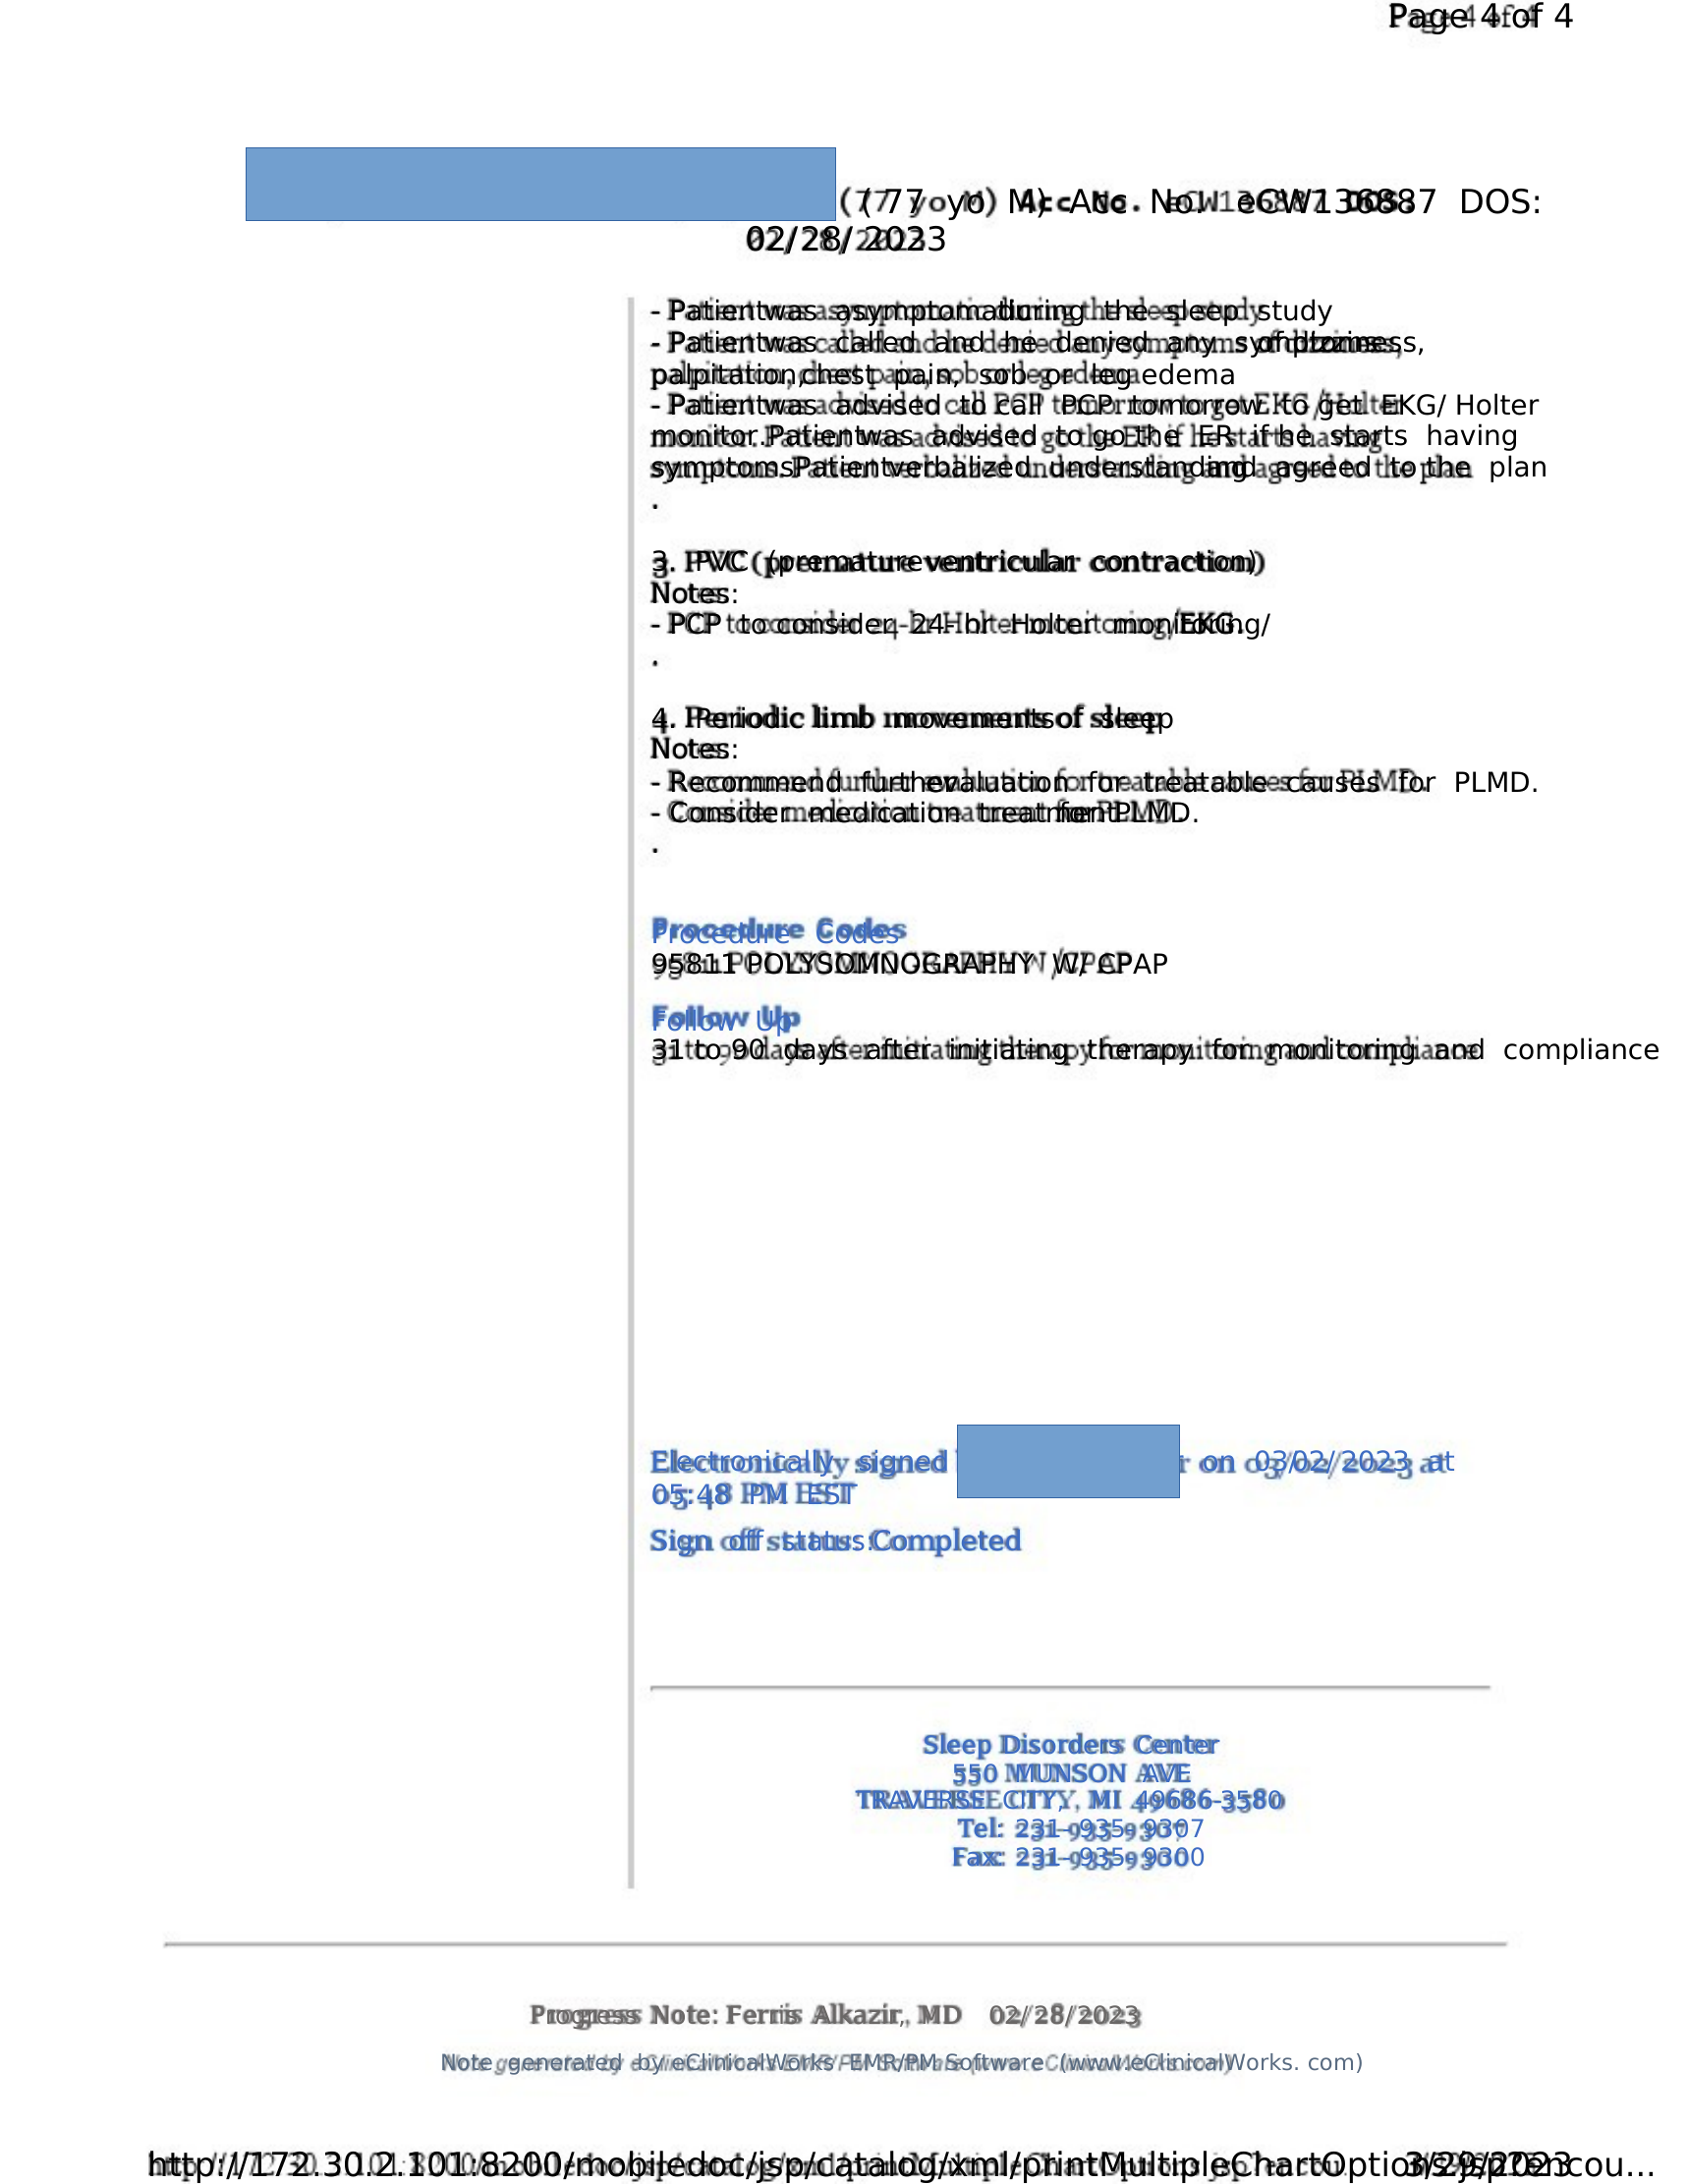 Page 4 of 4
(77 yo M) Acc No. eCW136887 DOS:
02/28/2023
- Patient was asymptomatic during the sleep study
- Patient was called and he denied any symptoms of dizziness,
palpitation, chest pain, sob or leg edema
- Patient was advised to call PCP tomorrow to get EKG/Holter
monitor. Patient was advised to go the ER if he starts having
symptoms. Patient verbalized understanding and agreed to the plan
.
3. PVC (premature ventricular contraction)
Notes:
- PCP to consider 24-hr Holter monitoring/EKG.
.
4. Periodic limb movements of sleep
Notes:
- Recommend further evaluation for treatable causes for PLMD.
- Consider medication treatment for PLMD.
.
Procedure Codes
95811 POLYSOMNOGRAPHY W/CPAP
Follow Up
31 to 90 days after initiating therapy for monitoring and compliance
Electronically signed on 03/02/2023 at
05:48 PM EST
Sign off status: Completed
Sleep Disorders Center
550 MUNSON AVE
TRAVERSE CITY, MI 49686-3580
Tel: 231-935-9307
Fax: 231-935-9300
Progress Note: Ferris Alkazir, MD 02/28/2023
Note generated by eClinicalWorks EMR/PM Software (www.eClinicalWorks.com)
http://172.30.2.101:8200/mobiledoc/jsp/catalog/xml/printMultipleChartOptions.jsp?encou... 3/29/2023